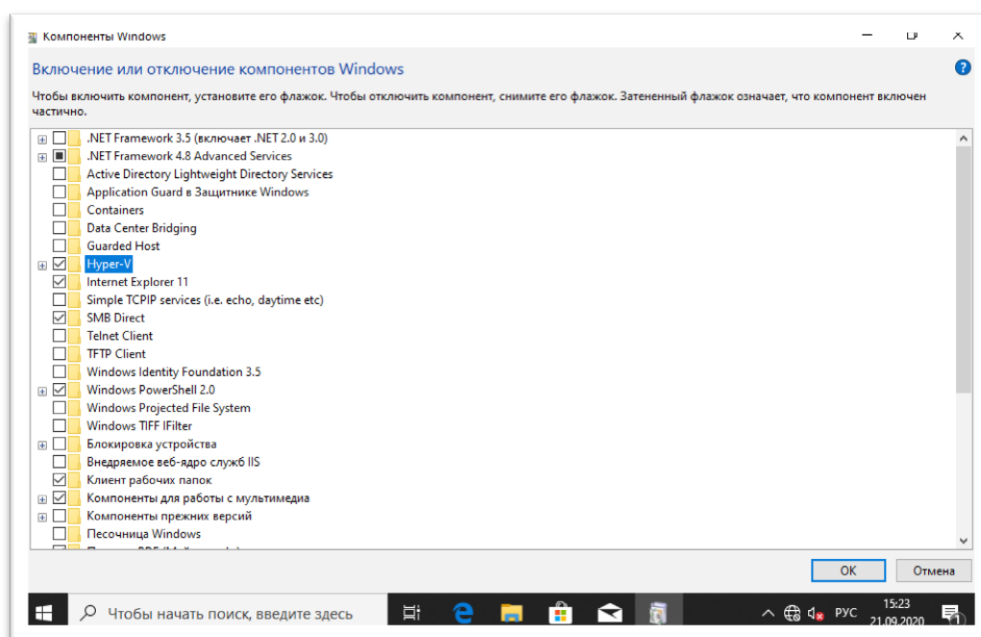 Компоненты Windows
Включение или отключение компонентов Windows
Чтобы включить компонент, установите его флажок. Чтобы отключить компонент, снимите его флажок. Затененный флажок означает, что компонент включен
частично.
.NET Framework 3.5 (включает .NET 2.0 и 3.0)
.NET Framework 4.8 Advanced Services
Active Directory Lightweight Directory Services
Application Guard в Защитнике Windows
Containers
Data Center Bridging
Guarded Host
Hyper-V
Internet Explorer 11
Simple TCPIP services (i.e. echo, daytime etc)
SMB Direct
Telnet Client
TFTP Client
Windows Identity Foundation 3.5
Windows PowerShell 2.0
Windows Projected File System
Windows TIFF IFilter
Блокировка устройства
Внедряемое веб-ядро служб IIS
Клиент рабочих папок
Компоненты для работы с мультимедиа
Компоненты прежних версий
Песочница Windows
ОК
Отмена
Чтобы начать поиск, введите здесь
РУС
15:23
21.09.2020